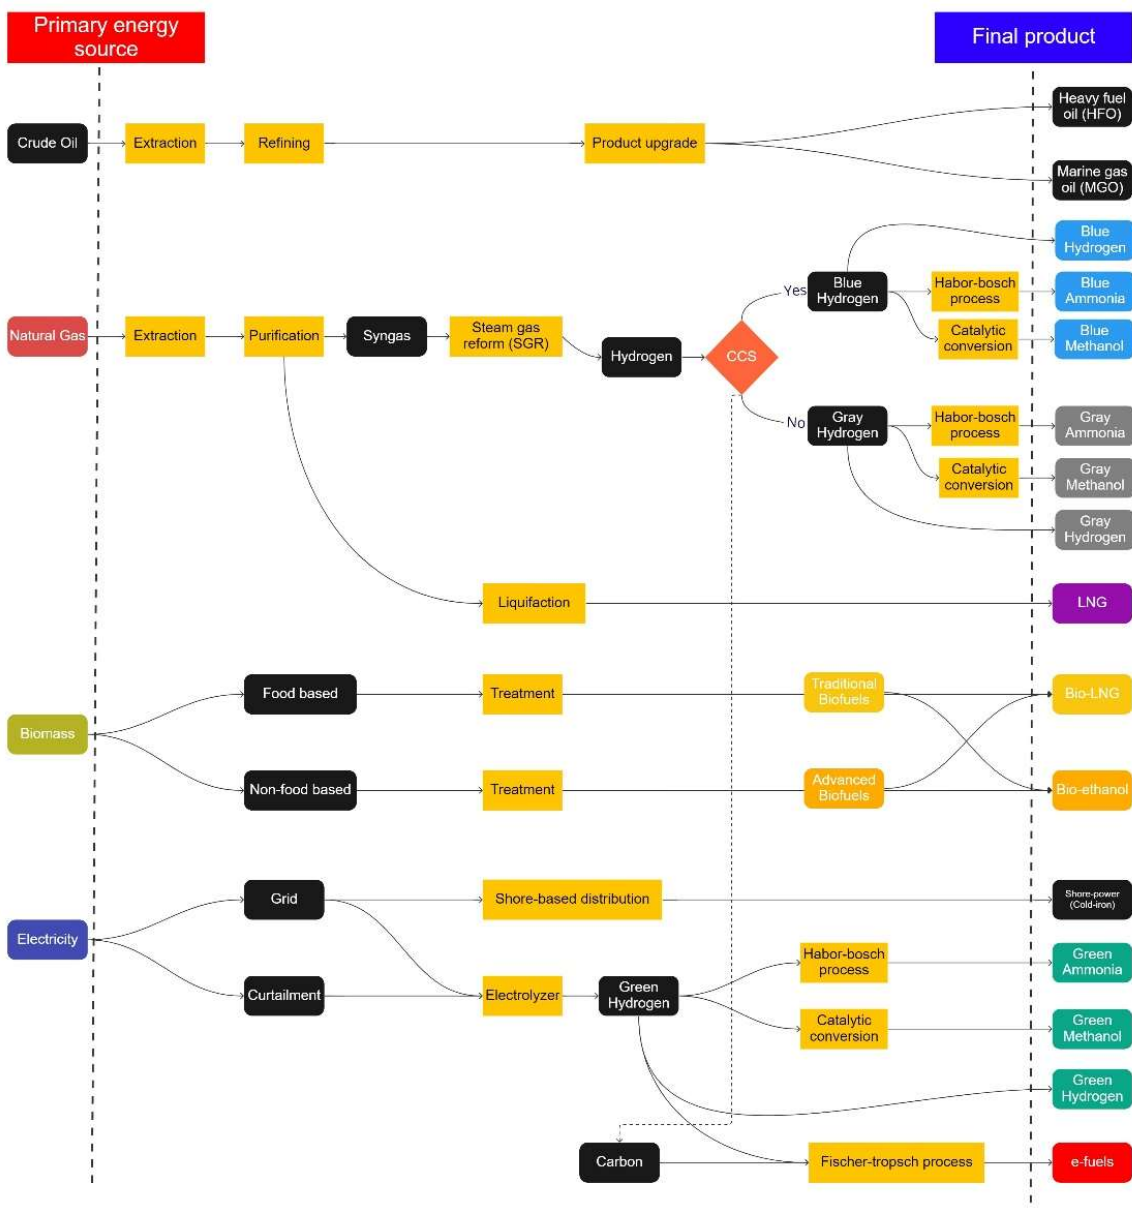 Primary energy
source
Final product
Heavy fuel
oil (HFO)
Crude Oil
Extraction
Refining
Product upgrade
Marine gas
oil (MGO)
Blue
Hydrogen
Yes
Blue
Hydrogen
Habor-bosch
process
Blue
Ammonia
Natural Gas
Extraction
Purification
Syngas
Steam gas
reform (SGR)
Hydrogen
CCS
Catalytic
conversion
Blue
Methanol
No
Gray
Hydrogen
Habor-bosch
process
Gray
Ammonia
Catalytic
conversion
Gray
Methanol
Gray
Hydrogen
Liquifaction
LNG
Food based
Treatment
Traditional
Biofuels
Bio-LNG
Biomass
Non-food based
Treatment
Advanced
Biofuels
Bio-ethanol
Grid
Shore-based distribution
Shore-power
(Cold-iron)
Electricity
Habor-bosch
process
Green
Ammonia
Curtailment
Electrolyzer
Green
Hydrogen
Catalytic
conversion
Green
Methanol
Green
Hydrogen
Carbon
Fischer-tropsch process
e-fuels